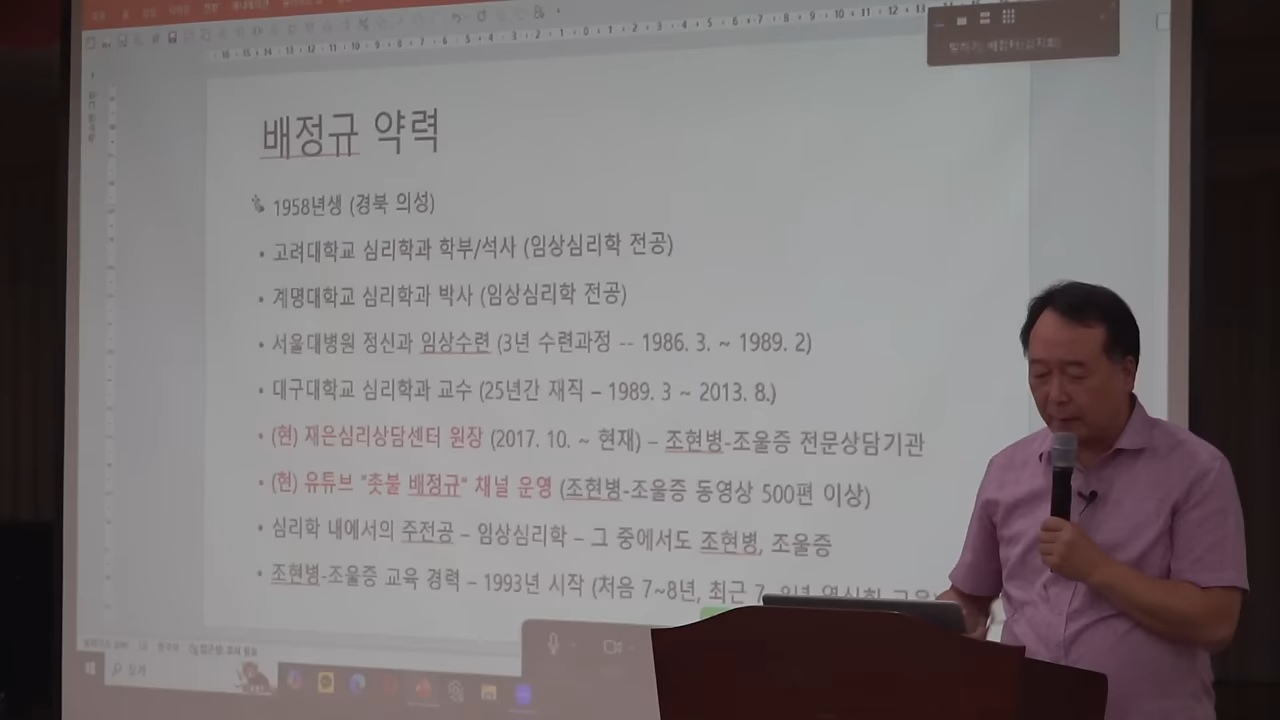 배정규 약력
1958년생 (경북 의성)
• 고려대학교 심리학과 학부/석사 (임상심리학 전공)
• 계명대학교 심리학과 박사 (임상심리학 전공)
• 서울대병원 정신과 임상수련 (3년 수련과정 -- 1986. 3. ~ 1989. 2)
• 대구대학교 심리학과 교수 (25년간 재직 – 1989. 3 ~ 2013. 8.)
• (현) 재은심리상담센터 원장 (2017. 10. ~ 현재) – 조현병-조울증 전문상담기관
• (현) 유튜브 "촛불 배정규" 채널 운영 (조현병-조울증 동영상 500편 이상)
• 심리학 내에서의 주전공 – 임상심리학 – 그 중에서도 조현병, 조울증
• 조현병-조울증 교육 경력 – 1993년 시작 (처음 7~8년, 최근 7